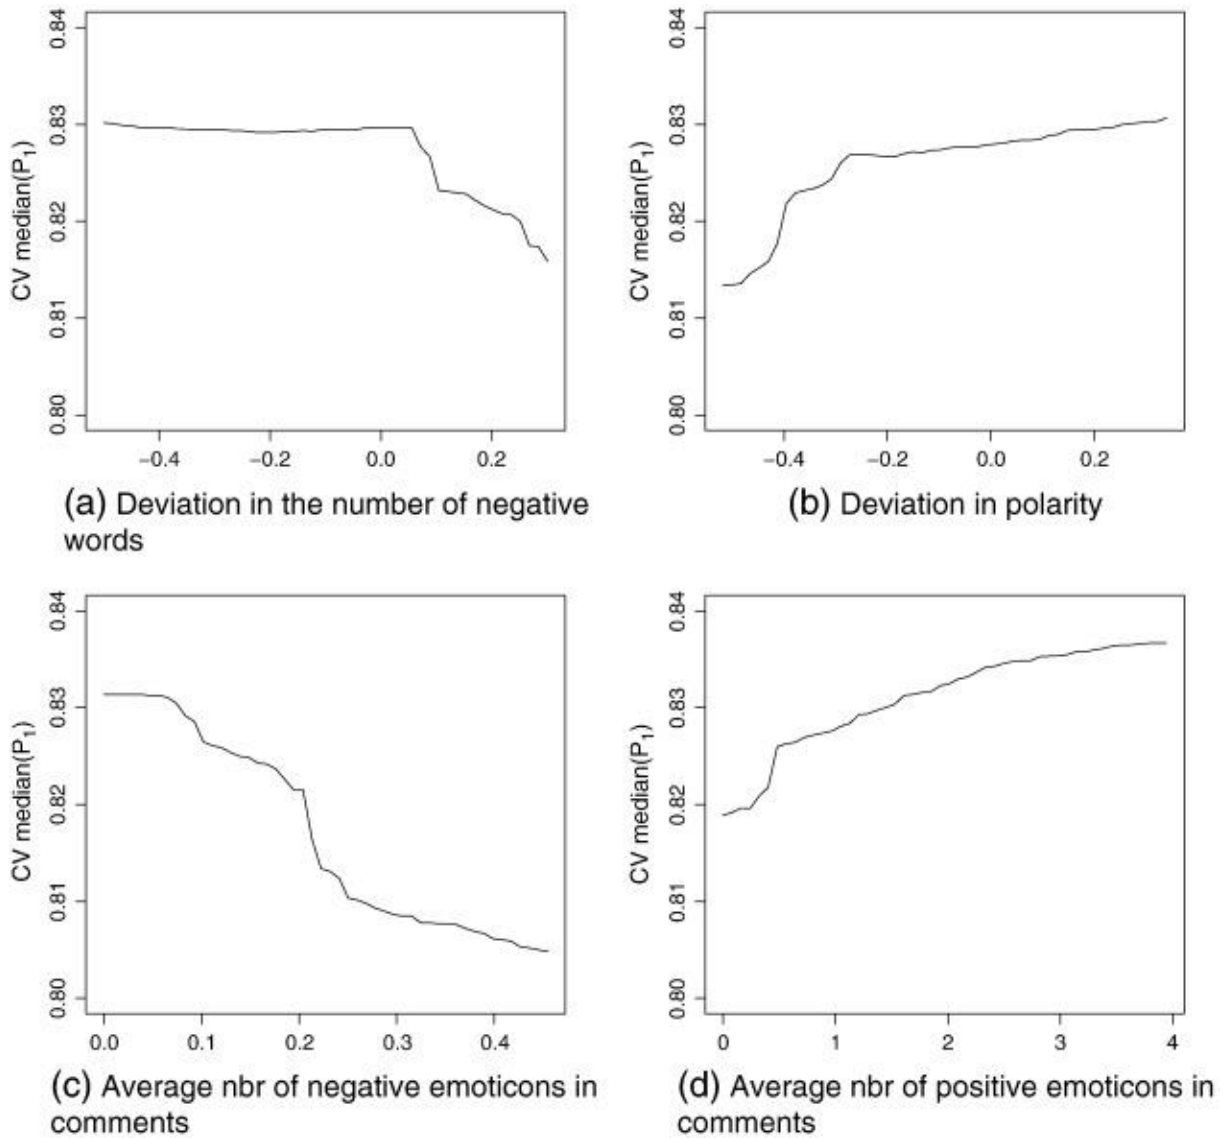 CV median(P₁)
0.84
0.83
0.82
0.81
0.80
−0.4 −0.2 0.0 0.2
(a) Deviation in the number of negative
words
CV median(P₁)
0.84
0.83
0.82
0.81
0.80
−0.4 −0.2 0.0 0.2
(b) Deviation in polarity
CV median(P₁)
0.84
0.83
0.82
0.81
0.80
0.0 0.1 0.2 0.3 0.4
(c) Average nbr of negative emoticons in
comments
CV median(P₁)
0.84
0.83
0.82
0.81
0.80
0 1 2 3 4
(d) Average nbr of positive emoticons in
comments